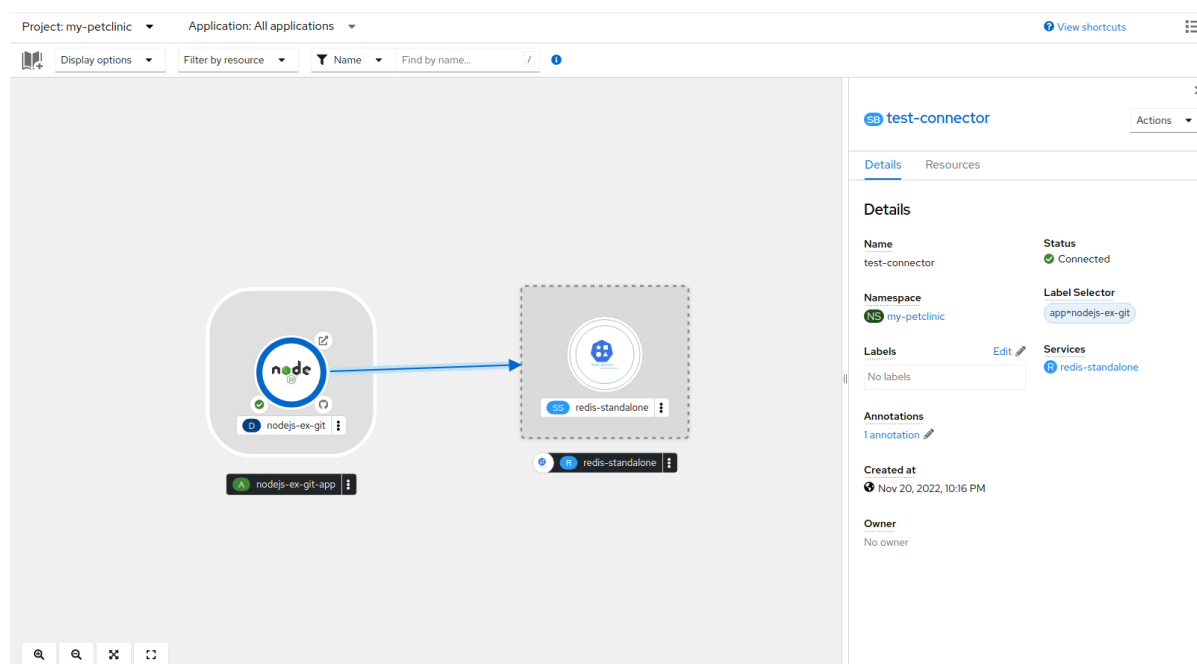 Project: my-petclinic
Application: All applications
View shortcuts
Display options
Filter by resource
Name
Find by name...
/
SB test-connector
Actions
Details
Resources
Details
Name
test-connector
Status
Connected
Namespace
NS my-petclinic
Label Selector
app=nodejs-ex-git
Labels
Edit
No labels
Services
R redis-standalone
Annotations
1 annotation
Created at
Nov 20, 2022, 10:16 PM
Owner
No owner
node
JS
D nodejs-ex-git
A nodejs-ex-git-app
SS redis-standalone
R redis-standalone